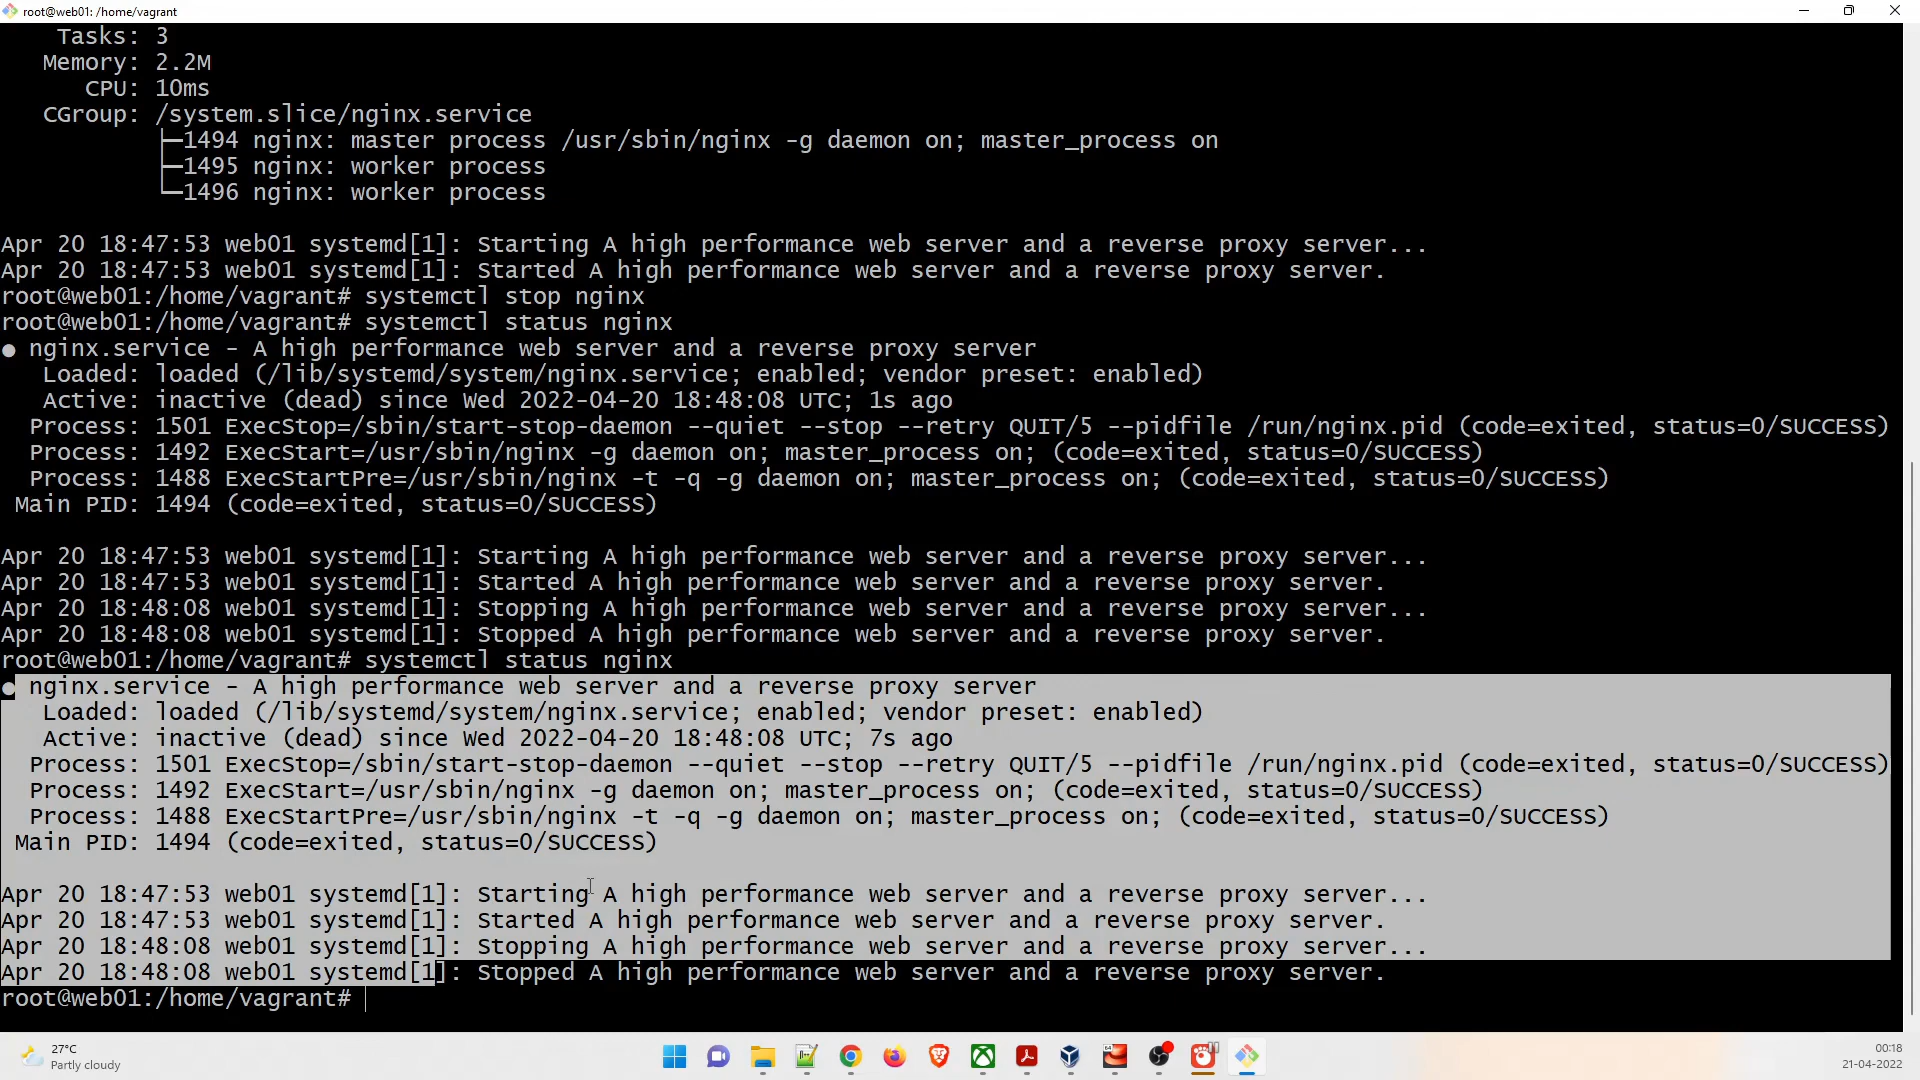 root@web01: /home/vagrant
Tasks: 3
Memory: 2.2M
CPU: 10ms
CGroup: /system.slice/nginx.service
├─1494 nginx: master process /usr/sbin/nginx -g daemon on; master_process on
├─1495 nginx: worker process
└─1496 nginx: worker process
Apr 20 18:47:53 web01 systemd[1]: Starting A high performance web server and a reverse proxy server...
Apr 20 18:47:53 web01 systemd[1]: Started A high performance web server and a reverse proxy server.
root@web01:/home/vagrant# systemctl stop nginx
root@web01:/home/vagrant# systemctl status nginx
● nginx.service - A high performance web server and a reverse proxy server
Loaded: loaded (/lib/systemd/system/nginx.service; enabled; vendor preset: enabled)
Active: inactive (dead) since Wed 2022-04-20 18:48:08 UTC; 1s ago
Process: 1501 ExecStop=/sbin/start-stop-daemon --quiet --stop --retry QUIT/5 --pidfile /run/nginx.pid (code=exited, status=0/SUCCESS)
Process: 1492 ExecStart=/usr/sbin/nginx -g daemon on; master_process on; (code=exited, status=0/SUCCESS)
Process: 1488 ExecStartPre=/usr/sbin/nginx -t -q -g daemon on; master_process on; (code=exited, status=0/SUCCESS)
Main PID: 1494 (code=exited, status=0/SUCCESS)
Apr 20 18:47:53 web01 systemd[1]: Starting A high performance web server and a reverse proxy server...
Apr 20 18:47:53 web01 systemd[1]: Started A high performance web server and a reverse proxy server.
Apr 20 18:48:08 web01 systemd[1]: Stopping A high performance web server and a reverse proxy server...
Apr 20 18:48:08 web01 systemd[1]: Stopped A high performance web server and a reverse proxy server.
root@web01:/home/vagrant# systemctl status nginx
● nginx.service - A high performance web server and a reverse proxy server
Loaded: loaded (/lib/systemd/system/nginx.service; enabled; vendor preset: enabled)
Active: inactive (dead) since Wed 2022-04-20 18:48:08 UTC; 7s ago
Process: 1501 ExecStop=/sbin/start-stop-daemon --quiet --stop --retry QUIT/5 --pidfile /run/nginx.pid (code=exited, status=0/SUCCESS)
Process: 1492 ExecStart=/usr/sbin/nginx -g daemon on; master_process on; (code=exited, status=0/SUCCESS)
Process: 1488 ExecStartPre=/usr/sbin/nginx -t -q -g daemon on; master_process on; (code=exited, status=0/SUCCESS)
Main PID: 1494 (code=exited, status=0/SUCCESS)
Apr 20 18:47:53 web01 systemd[1]: Starting A high performance web server and a reverse proxy server...
Apr 20 18:47:53 web01 systemd[1]: Started A high performance web server and a reverse proxy server.
Apr 20 18:48:08 web01 systemd[1]: Stopping A high performance web server and a reverse proxy server...
Apr 20 18:48:08 web01 systemd[1]: Stopped A high performance web server and a reverse proxy server.
root@web01:/home/vagrant#
27°C
Partly cloudy
00:18
21-04-2022